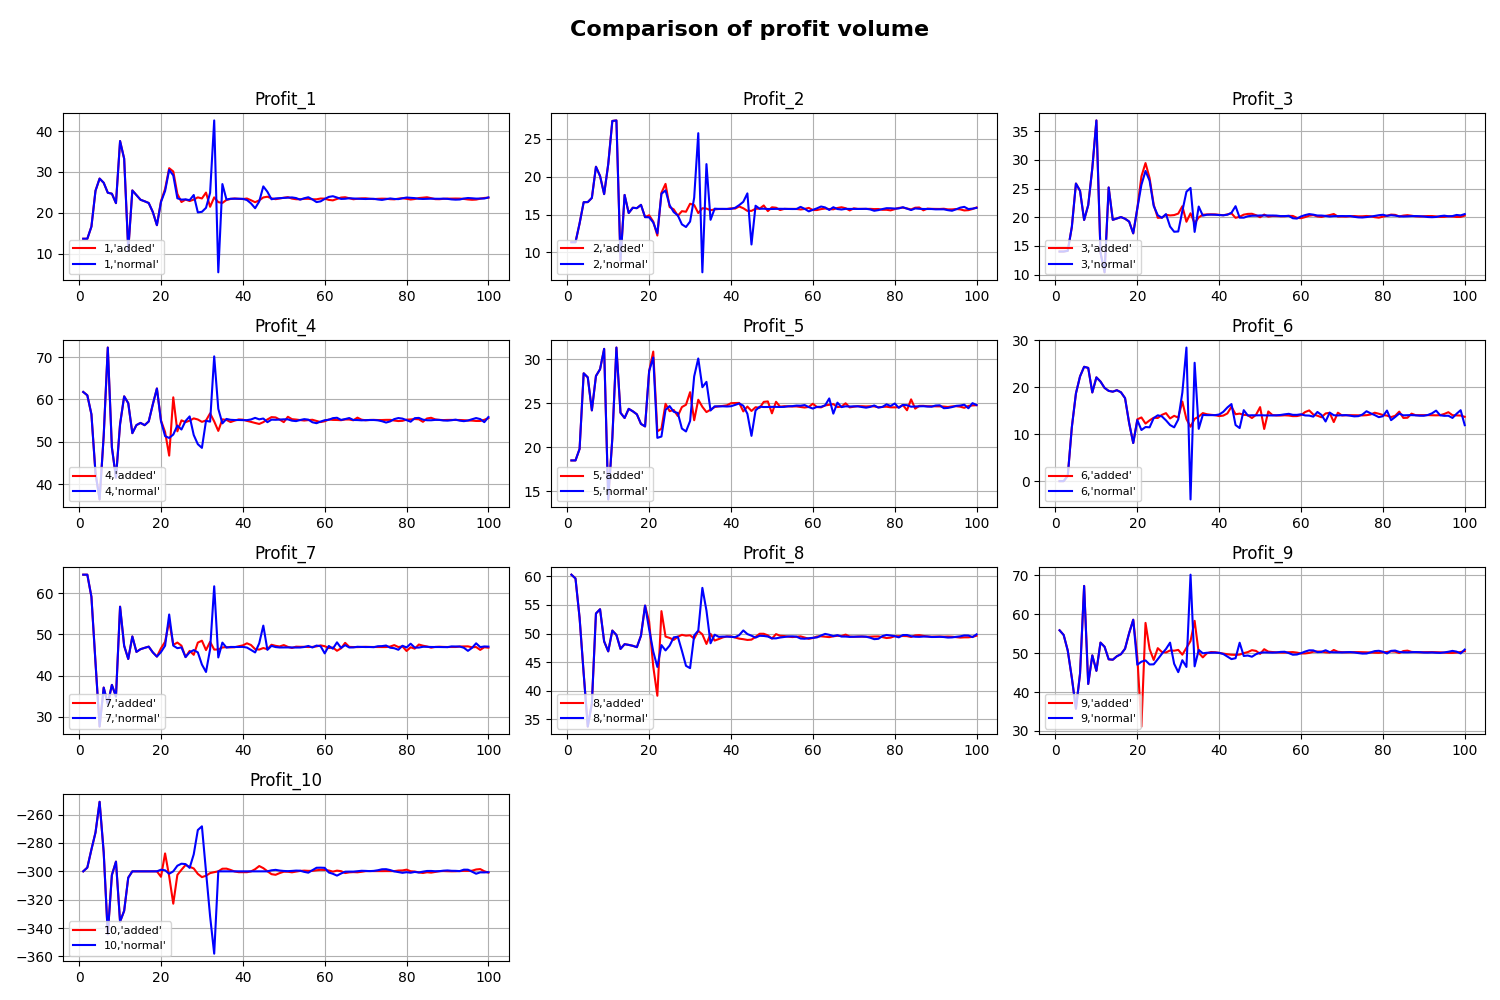 Comparison of profit volume
Profit_1
40
30
20
10
1,'added'
1,'normal'
0 20 40 60 80 100
Profit_2
25
20
15
10
2,'added'
2,'normal'
0 20 40 60 80 100
Profit_3
35
30
25
20
15
10
3,'added'
3,'normal'
0 20 40 60 80 100
Profit_4
70
60
50
40
4,'added'
4,'normal'
0 20 40 60 80 100
Profit_5
30
25
20
15
5,'added'
5,'normal'
0 20 40 60 80 100
Profit_6
30
20
10
0
6,'added'
6,'normal'
0 20 40 60 80 100
Profit_7
60
50
40
30
7,'added'
7,'normal'
0 20 40 60 80 100
Profit_8
60
55
50
45
40
35
8,'added'
8,'normal'
0 20 40 60 80 100
Profit_9
70
60
50
40
30
9,'added'
9,'normal'
0 20 40 60 80 100
Profit_10
−260
−280
−300
−320
−340
−360
10,'added'
10,'normal'
0 20 40 60 80 100